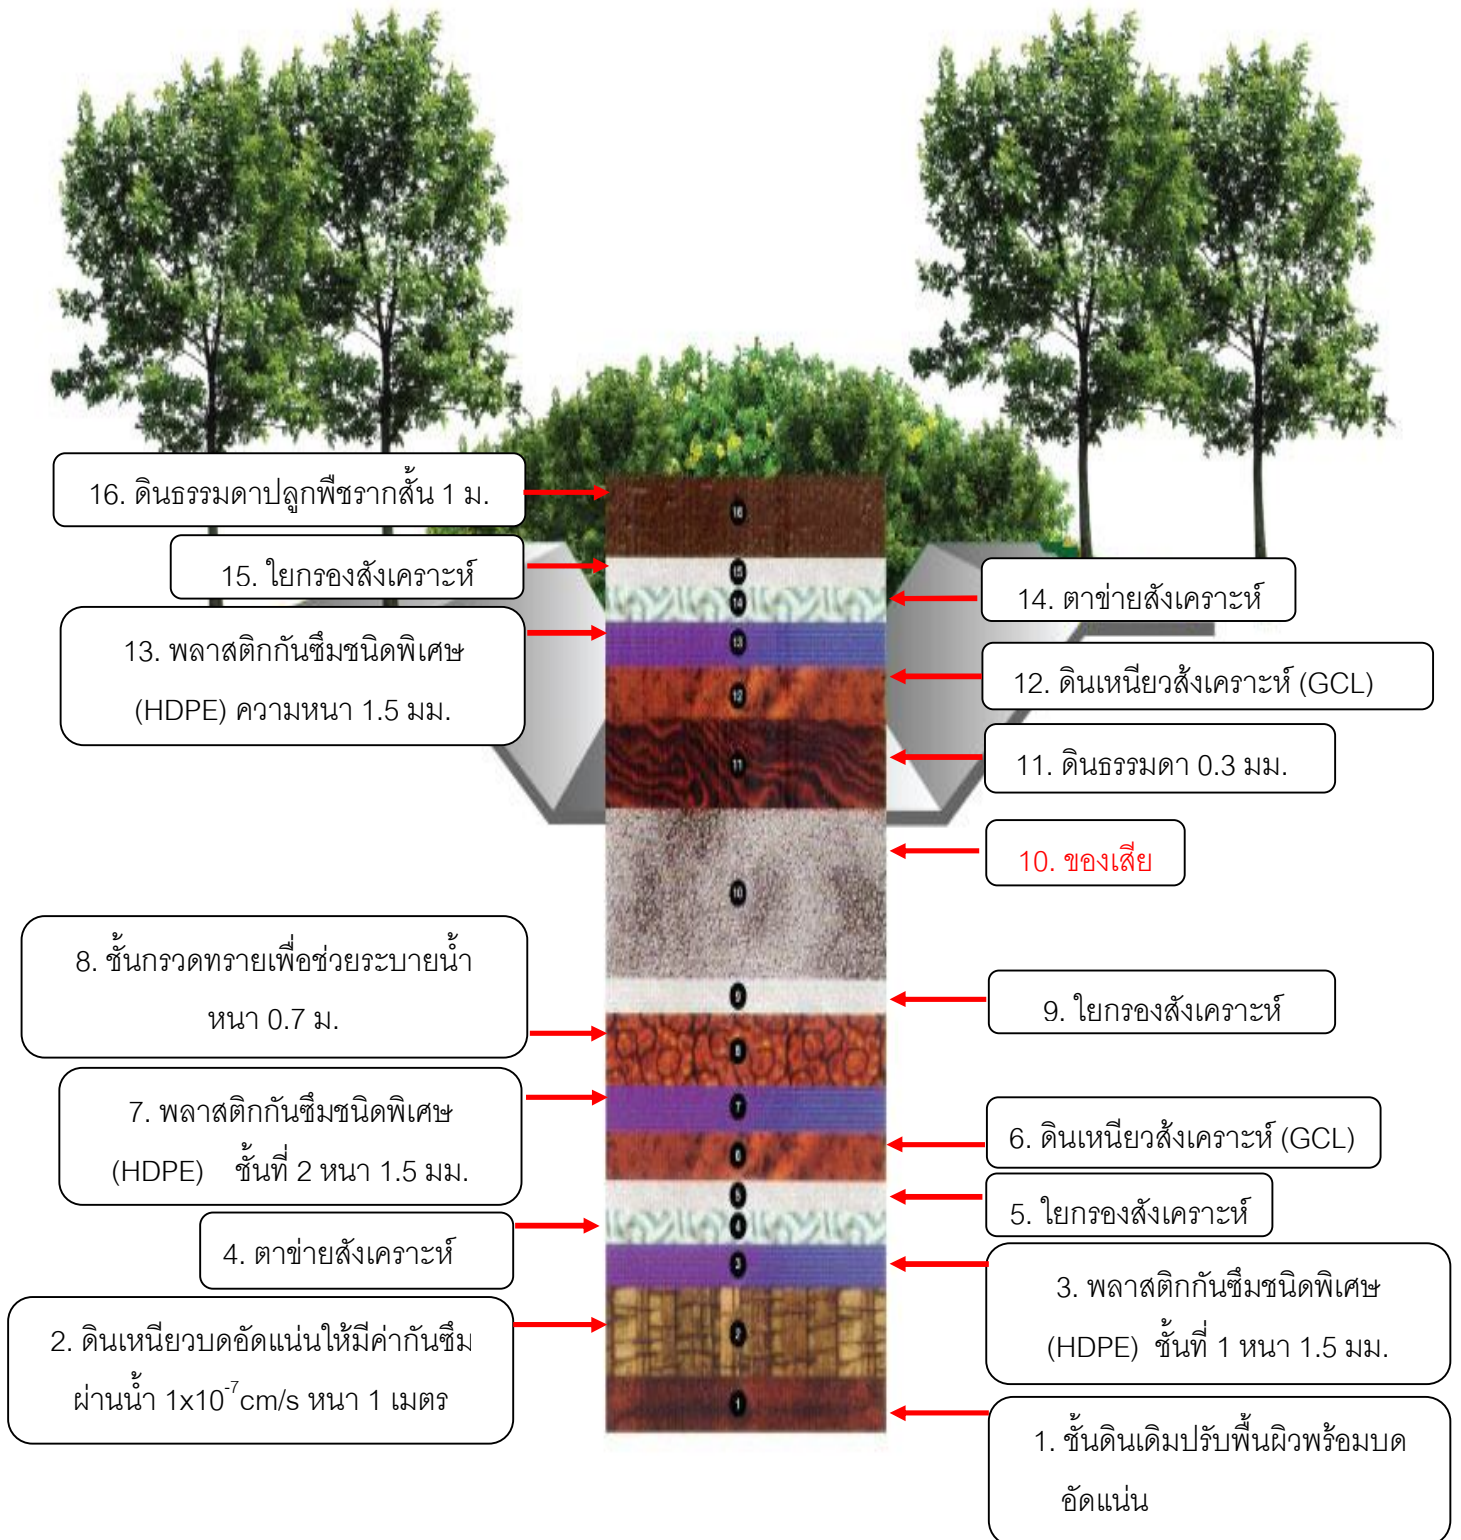 16. ดินธรรมดาปลูกพืชรากสั้น 1 ม.
15. ใยกรองสังเคราะห์
14. ตาข่ายสังเคราะห์
13. พลาสติกกันซึมชนิดพิเศษ
(HDPE) ความหนา 1.5 มม.
12. ดินเหนียวสังเคราะห์ (GCL)
11. ดินธรรมดา 0.3 มม.
10. ของเสีย
8. ชั้นกรวดทรายเพื่อช่วยระบายน้ำ
หนา 0.7 ม.
9. ใยกรองสังเคราะห์
7. พลาสติกกันซึมชนิดพิเศษ
(HDPE) ชั้นที่ 2 หนา 1.5 มม.
6. ดินเหนียวสังเคราะห์ (GCL)
5. ใยกรองสังเคราะห์
4. ตาข่ายสังเคราะห์
3. พลาสติกกันซึมชนิดพิเศษ
(HDPE) ชั้นที่ 1 หนา 1.5 มม.
2. ดินเหนียวบดอัดแน่นให้มีค่ากันซึม
ผ่านน้ำ 1x10⁻⁷cm/s หนา 1 เมตร
1. ชั้นดินเดิมปรับพื้นผิวพร้อมบด
อัดแน่น
16
15
14
13
12
11
10
9
8
7
6
5
4
3
2
1